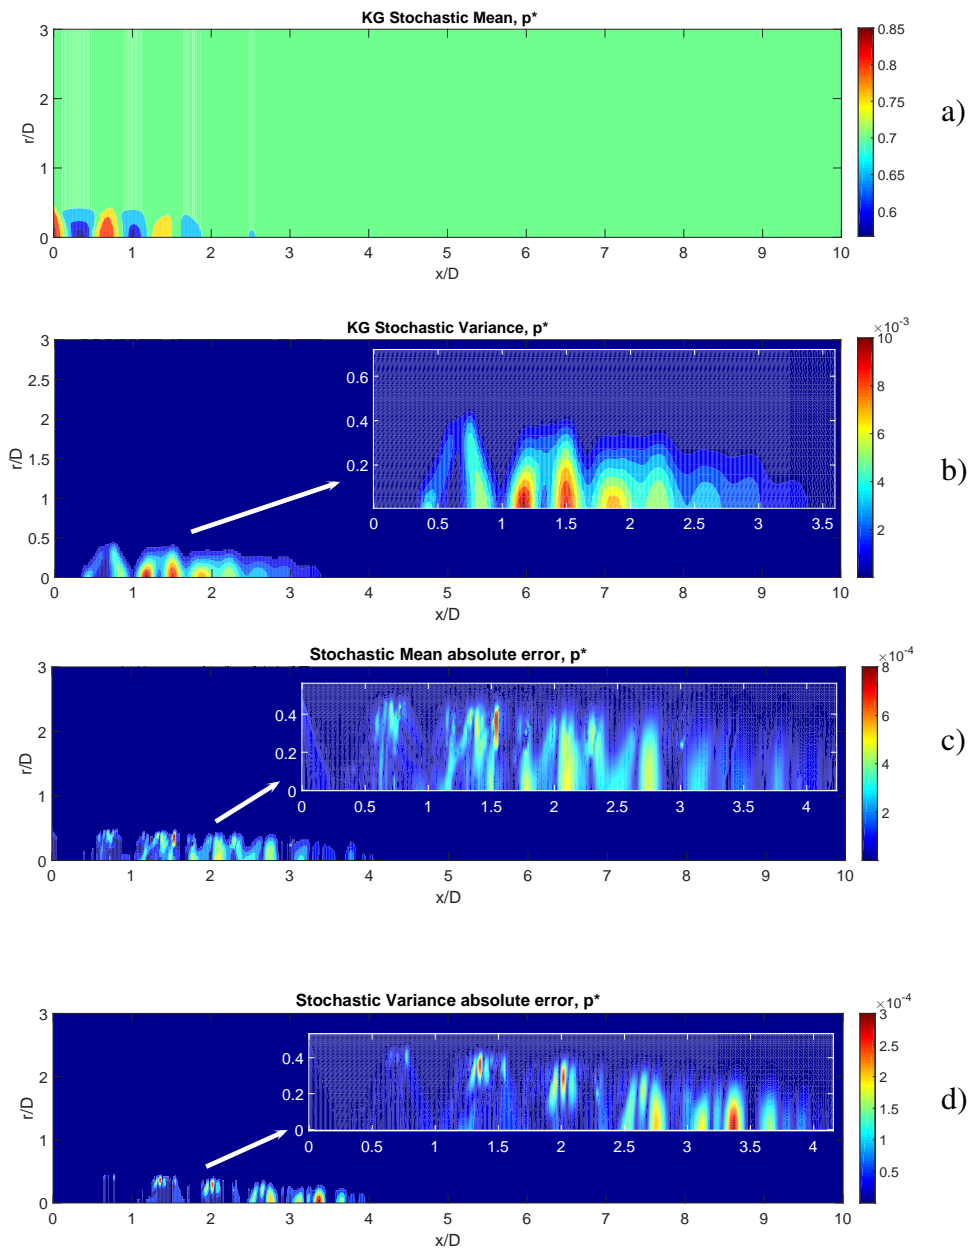 KG Stochastic Mean, p*
3
2
1
0
r/D
0 1 2 3 4 5 6 7 8 9 10
x/D
0.85
0.8
0.75
0.7
0.65
0.6
a)
KG Stochastic Variance, p*
3
2.5
2
1.5
1
0.5
0
r/D
0.6
0.4
0.2
0 0.5 1 1.5 2 2.5 3 3.5
0 1 2 3 4 5 6 7 8 9 10
x/D
×10-3
10
8
6
4
2
b)
Stochastic Mean absolute error, p*
3
2
1
0
r/D
0.4
0.2
0
0 0.5 1 1.5 2 2.5 3 3.5 4
0 1 2 3 4 5 6 7 8 9 10
x/D
×10-4
8
6
4
2
c)
Stochastic Variance absolute error, p*
3
2
1
0
r/D
0.4
0.2
0
0 0.5 1 1.5 2 2.5 3 3.5 4
0 1 2 3 4 5 6 7 8 9 10
x/D
×10-4
3
2.5
2
1.5
1
0.5
d)